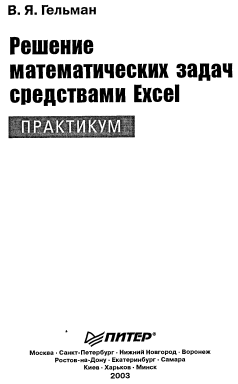 В. Я. Гельман
Решение
математических задач
средствами Excel
ПРАКТИКУМ
ПИТЕР
Москва · Санкт-Петербург · Нижний Новгород · Воронеж
Ростов-на-Дону · Екатеринбург · Самара
Киев · Харьков · Минск
2003